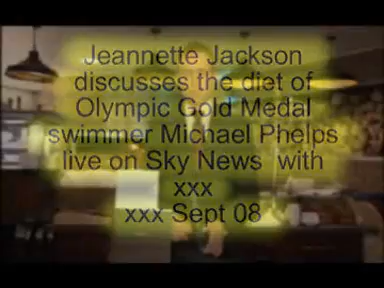 Jeannette Jackson
discusses the diet of
Olympic Gold Medal
swimmer Michael Phelps
live on Sky News with
xxx
xxx Sept 08